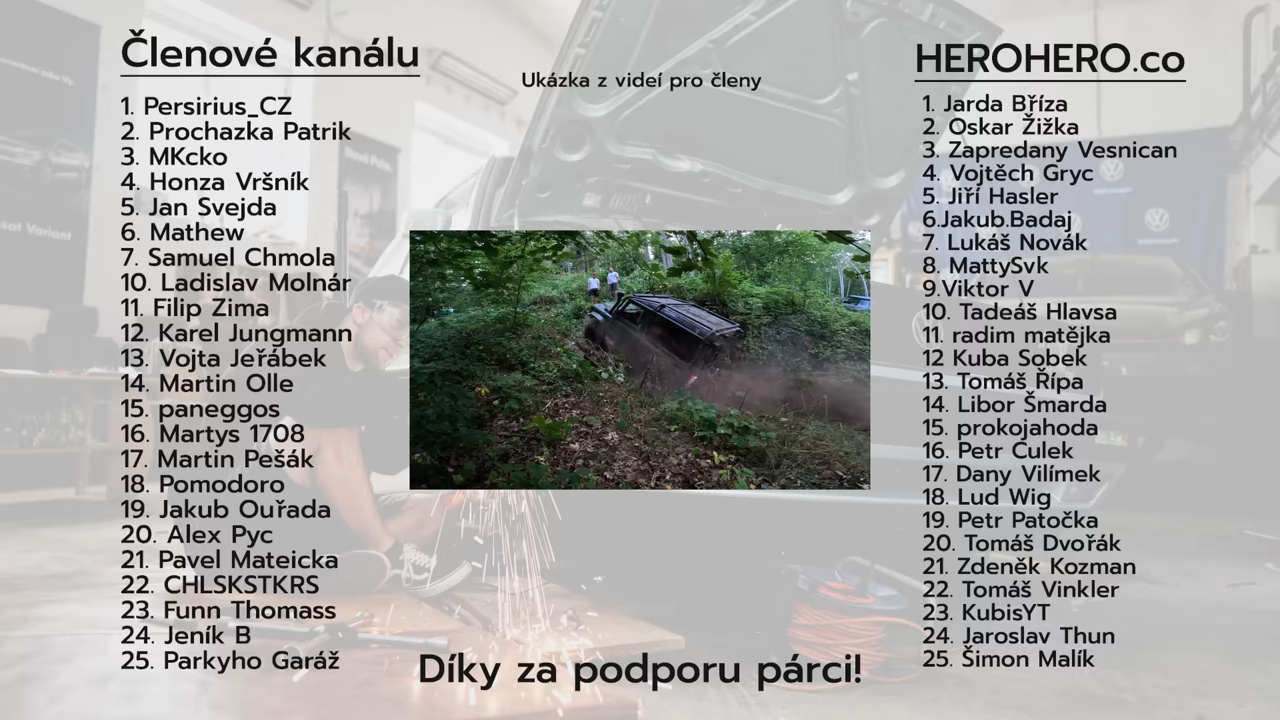 Členové kanálu
1. Persirius_CZ
2. Prochazka Patrik
3. MKcko
4. Honza Vršník
5. Jan Svejda
6. Mathew
7. Samuel Chmola
10. Ladislav Molnár
11. Filip Zima
12. Karel Jungmann
13. Vojta Jeřábek
14. Martin Olle
15. paneggos
16. Martys 1708
17. Martin Pešák
18. Pomodoro
19. Jakub Ouřada
20. Alex Pyc
21. Pavel Mateicka
22. CHLSKSTKRS
23. Funn Thomass
24. Jeník B
25. Parkyho Garáž
Ukázka z videí pro členy
Díky za podporu párci!
HEROHERO.co
1. Jarda Bříza
2. Oskar Žižka
3. Zapredany Vesnican
4. Vojtěch Gryc
5. Jiří Hasler
6.Jakub.Badaj
7. Lukáš Novák
8. MattySvk
9.Viktor V
10. Tadeáš Hlavsa
11. radim matějka
12 Kuba Sobek
13. Tomáš Řípa
14. Libor Šmarda
15. prokojahoda
16. Petr Culek
17. Dany Vilímek
18. Lud Wig
19. Petr Patočka
20. Tomáš Dvořák
21. Zdeněk Kozman
22. Tomáš Vinkler
23. KubisYT
24. Jaroslav Thun
25. Šimon Malík